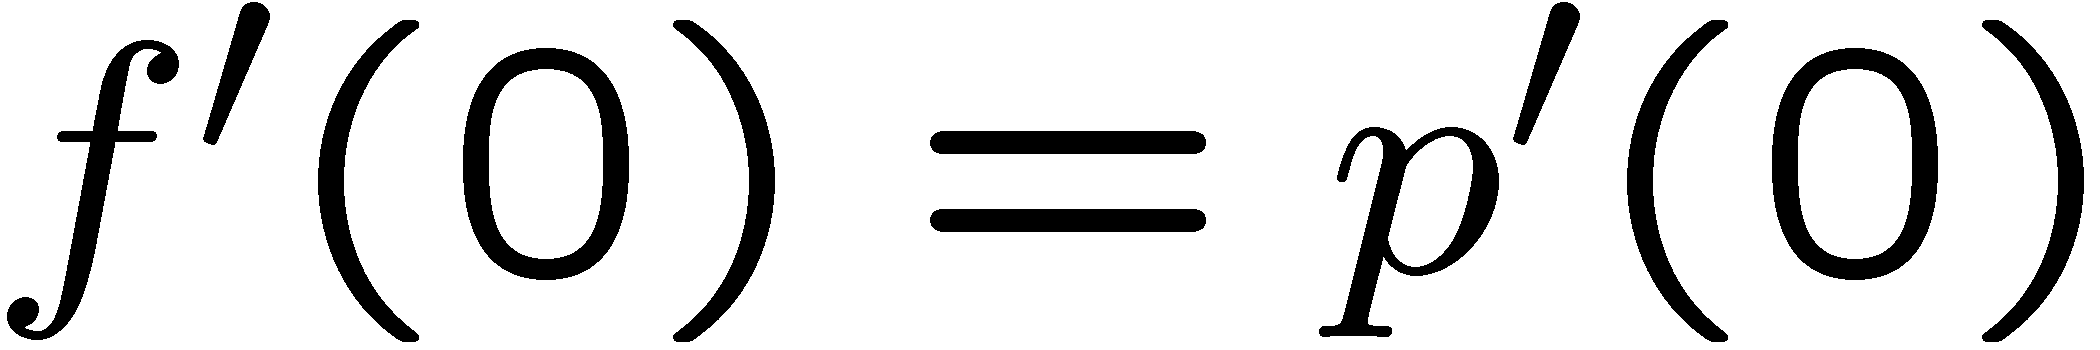 f′(0) = p′(0)